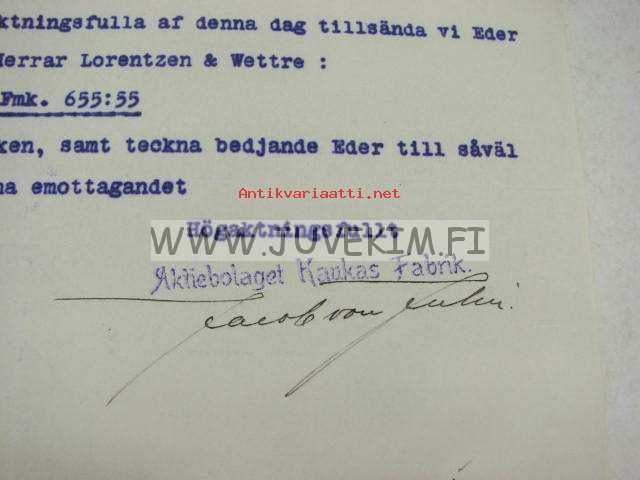 ktningsfulla af denna dag tillsända vi Eder
Herrar Lorentzen & Wettre :
Fmk. 655:55
ken, samt teckna bedjande Eder till såväl
na emottagandet
Antikvariaatti.net
Högaktningsfullt
WWW.JUVEKIM.FI
Aktiebolaget Kaukas Fabrik.
Jacob von Julin.